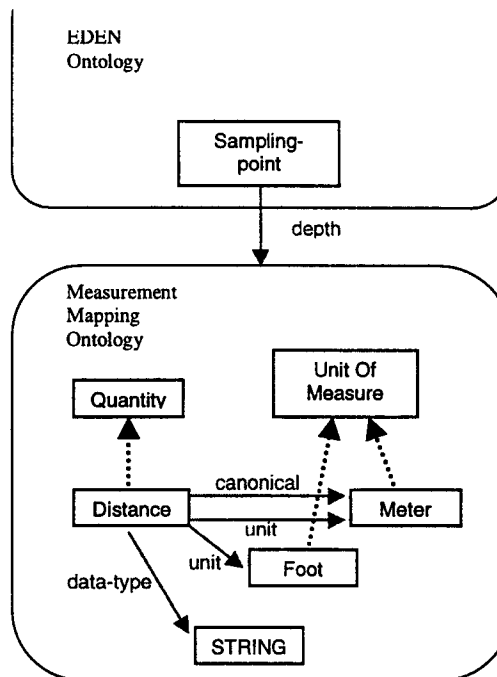 EDEN
Ontology
Sampling-
point
depth
Measurement
Mapping
Ontology
Unit Of
Measure
Quantity
canonical
Distance
Meter
unit
unit
Foot
data-type
STRING